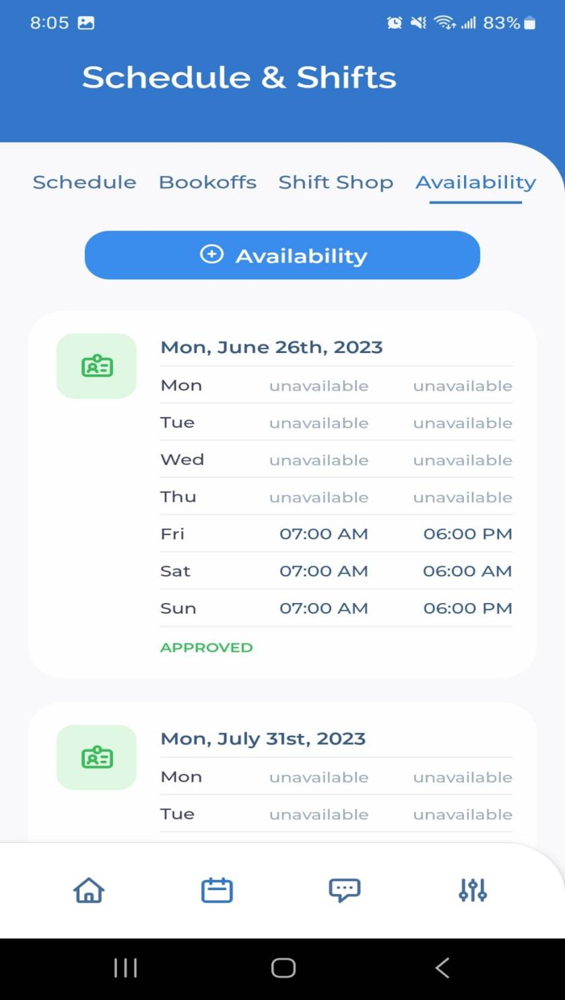 8:05 83%
Schedule & Shifts
Schedule Bookoffs Shift Shop Availability
Availability
Mon, June 26th, 2023
Mon unavailable unavailable
Tue unavailable unavailable
Wed unavailable unavailable
Thu unavailable unavailable
Fri 07:00 AM 06:00 PM
Sat 07:00 AM 06:00 AM
Sun 07:00 AM 06:00 PM
APPROVED
Mon, July 31st, 2023
Mon unavailable unavailable
Tue unavailable unavailable